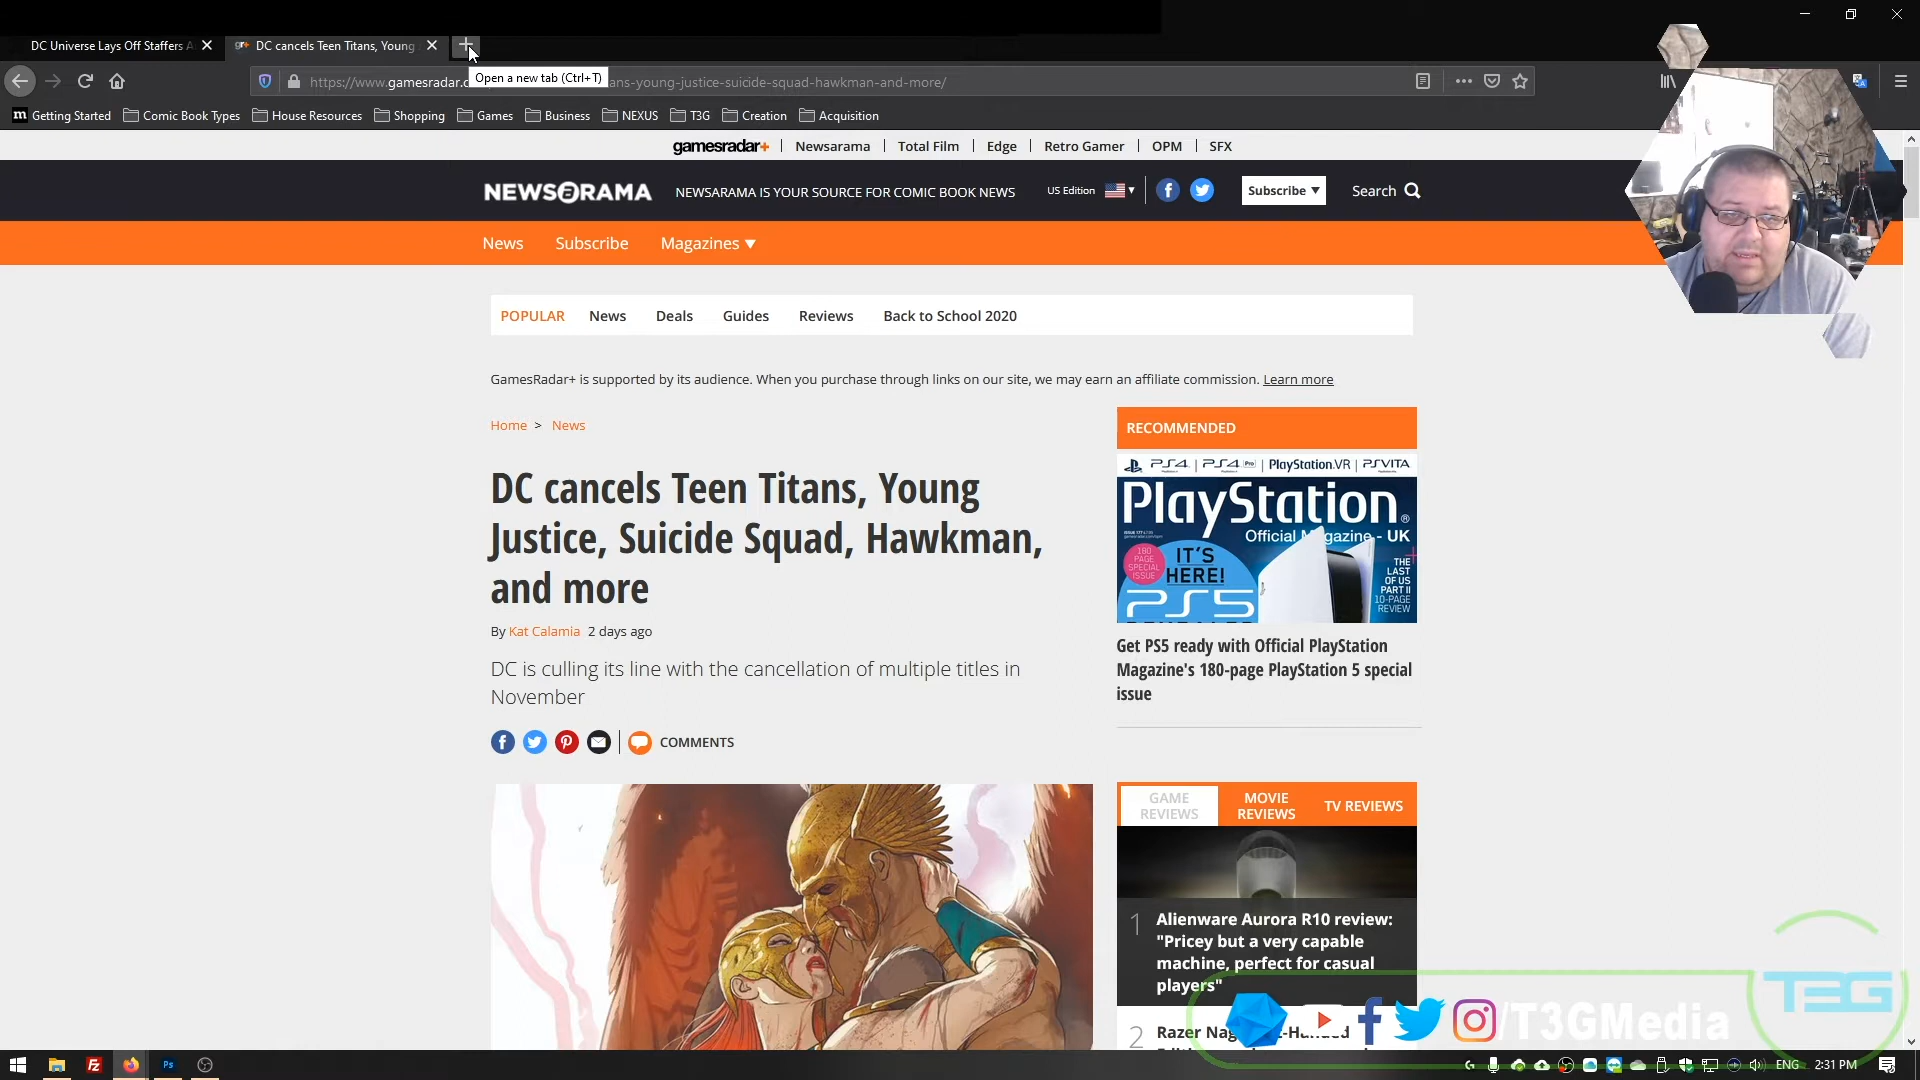 DC Universe Lays Off Staffers A
gr+ DC cancels Teen Titans, Young
Open a new tab (Ctrl+T)
https://www.gamesradar.c
ans-young-justice-suicide-squad-hawkman-and-more/
Getting Started Comic Book Types House Resources Shopping Games Business NEXUS T3G Creation Acquisition
gamesradar+ Newsarama Total Film Edge Retro Gamer OPM SFX
NEWSARAMA NEWSARAMA IS YOUR SOURCE FOR COMIC BOOK NEWS US Edition Subscribe Search
News Subscribe Magazines
POPULAR News Deals Guides Reviews Back to School 2020
GamesRadar+ is supported by its audience. When you purchase through links on our site, we may earn an affiliate commission. Learn more
Home > News
DC cancels Teen Titans, Young
Justice, Suicide Squad, Hawkman,
and more
By Kat Calamia 2 days ago
DC is culling its line with the cancellation of multiple titles in
November
COMMENTS
RECOMMENDED
PS4 | PS4 Pro | PlayStation.VR | PSVITA
PlayStation®
Official Magazine - UK
180
PAGE
SPECIAL
ISSUE
IT'S
HERE!
PS5
THE
LAST
OF US
PART II
10-PAGE
REVIEW
Get PS5 ready with Official PlayStation
Magazine's 180-page PlayStation 5 special
issue
GAME
REVIEWS
MOVIE
REVIEWS
TV REVIEWS
1 Alienware Aurora R10 review:
"Pricey but a very capable
machine, perfect for casual
players"
2 Razer
T3G
/T3GMedia
ENG 2:31 PM